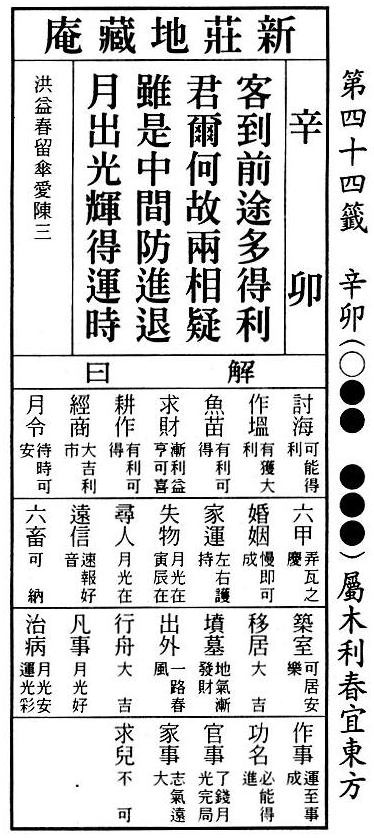 第四十四籤 辛卯(○●● ●●●)屬木利春宜東方
新莊地藏庵
辛卯
客到前途多得利
君爾何故兩相疑
雖是中間防進退
月出光輝得運時
洪益春留傘愛陳三
解曰
討海 可能得利
作塭 有獲大利
魚苗 有利可得
求財 漸利益亨可喜
耕作 有利可得
經商 大吉利市
月令 待時可安
六甲 弄瓦之慶
婚姻 慢即可成
家運 左右護持
失物 月光在寅辰在
尋人 月光在
遠信 速報好音
六畜 可納
築室 可居安樂
移居 大吉
墳墓 地氣漸發財
出外 一路春風
行舟 大吉
凡事 月光好
治病 月光安運光彩
作事 運至事成
功名 必能得進
官事 了錢月光完局
家事 志氣遠大
求兒 不可